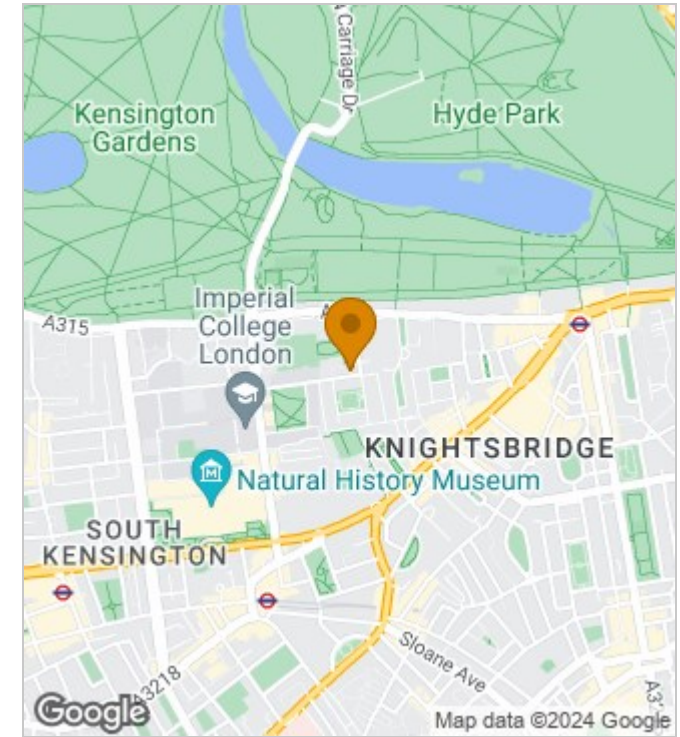 Carriage Dr
Kensington
Gardens
Hyde Park
Imperial
College
London
A315
KNIGHTSBRIDGE
Natural History Museum
SOUTH
KENSINGTON
Sloane Ave
A3218
Google
Map data ©2024 Google